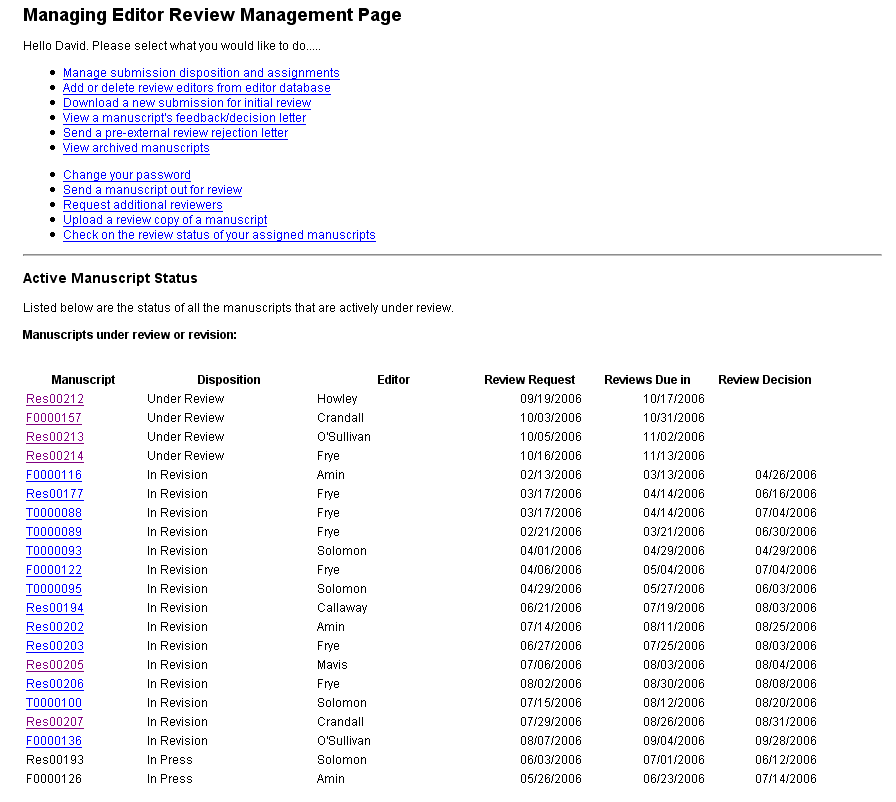 Managing Editor Review Management Page
Hello David. Please select what you would like to do.....
Manage submission disposition and assignments
Add or delete review editors from editor database
Download a new submission for initial review
View a manuscript's feedback/decision letter
Send a pre-external review rejection letter
View archived manuscripts
Change your password
Send a manuscript out for review
Request additional reviewers
Upload a review copy of a manuscript
Check on the review status of your assigned manuscripts
Active Manuscript Status
Listed below are the status of all the manuscripts that are actively under review.
Manuscripts under review or revision:
Manuscript Disposition Editor Review Request Reviews Due in Review Decision
Res00212 Under Review Howley 09/19/2006 10/17/2006
F0000157 Under Review Crandall 10/03/2006 10/31/2006
Res00213 Under Review O'Sullivan 10/05/2006 11/02/2006
Res00214 Under Review Frye 10/16/2006 11/13/2006
F0000116 In Revision Amin 02/13/2006 03/13/2006 04/26/2006
Res00177 In Revision Frye 03/17/2006 04/14/2006 06/16/2006
T0000088 In Revision Frye 03/17/2006 04/14/2006 07/04/2006
T0000089 In Revision Frye 02/21/2006 03/21/2006 06/30/2006
T0000093 In Revision Solomon 04/01/2006 04/29/2006 04/29/2006
F0000122 In Revision Frye 04/06/2006 05/04/2006 07/04/2006
T0000095 In Revision Solomon 04/29/2006 05/27/2006 06/03/2006
Res00194 In Revision Callaway 06/21/2006 07/19/2006 08/03/2006
Res00202 In Revision Amin 07/14/2006 08/11/2006 08/25/2006
Res00203 In Revision Frye 06/27/2006 07/25/2006 08/03/2006
Res00205 In Revision Mavis 07/06/2006 08/03/2006 08/04/2006
Res00206 In Revision Frye 08/02/2006 08/30/2006 08/08/2006
T0000100 In Revision Solomon 07/15/2006 08/12/2006 08/20/2006
Res00207 In Revision Crandall 07/29/2006 08/26/2006 08/31/2006
F0000136 In Revision O'Sullivan 08/07/2006 09/04/2006 09/28/2006
Res00193 In Press Solomon 06/03/2006 07/01/2006 06/12/2006
F0000126 In Press Amin 05/26/2006 06/23/2006 07/14/2006